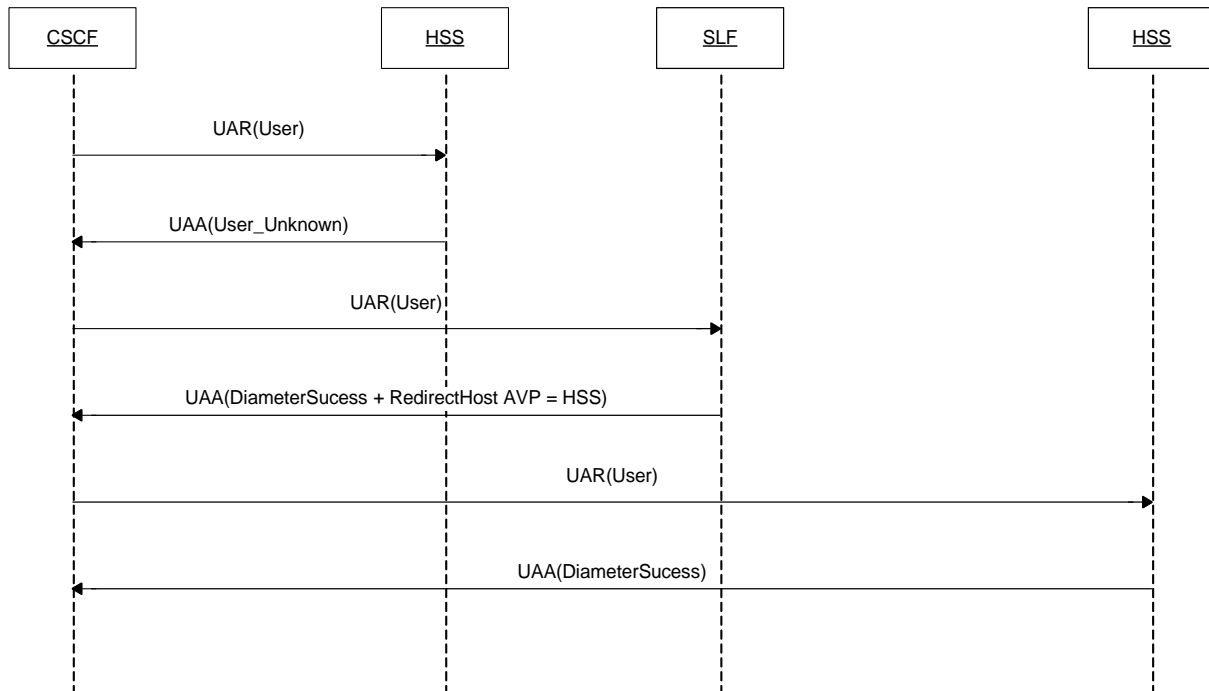 CSCF
HSS
SLF
HSS
UAR(User)
UAA(User_Unknown)
UAR(User)
UAA(DiameterSucess + RedirectHost AVP = HSS)
UAR(User)
UAA(DiameterSucess)